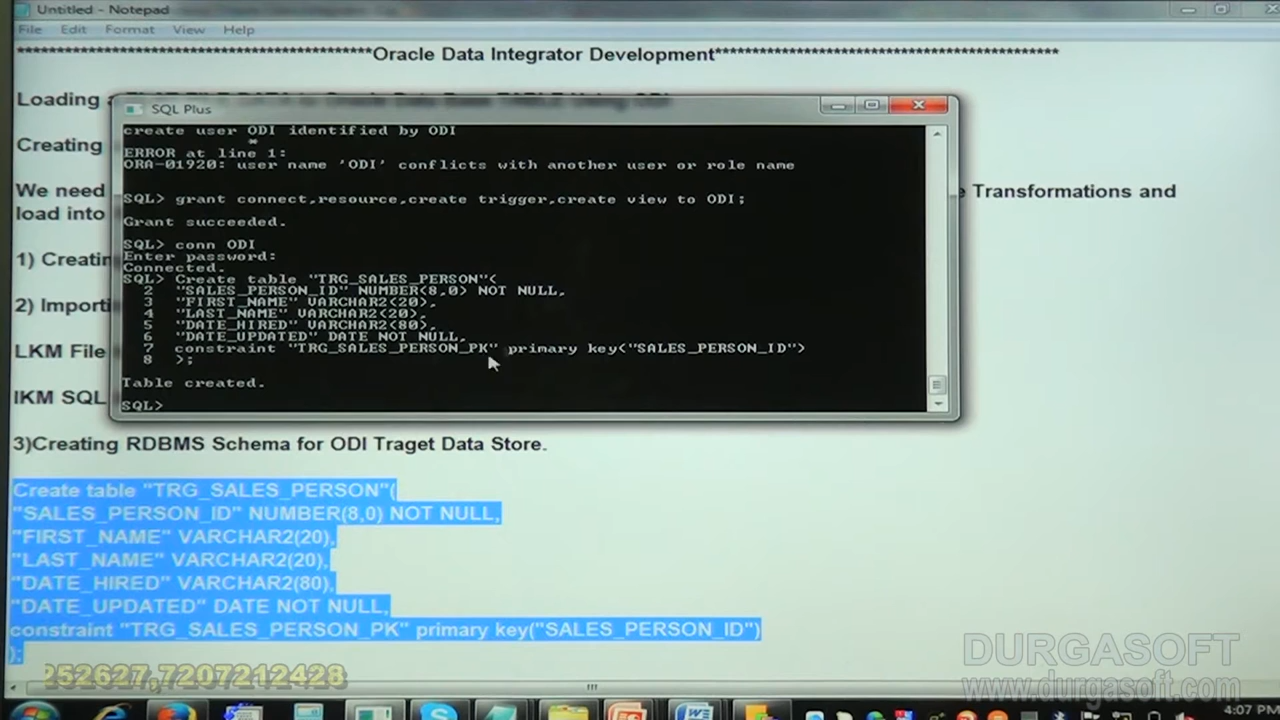 Untitled - Notepad
File Edit Format View Help
******************************************Oracle Data Integrator Development****************************************
Loading
Creating
We need
e Transformations and
load into
1) Creatin
2) Importi
LKM File
IKM SQL
SQL Plus
create user ODI identified by ODI
*
ERROR at line 1:
ORA-01920: user name 'ODI' conflicts with another user or role name
SQL> grant connect,resource,create trigger,create view to ODI;
Grant succeeded.
SQL> conn ODI
Enter password:
Connected.
SQL> Create table "TRG_SALES_PERSON"(
2 "SALES_PERSON_ID" NUMBER(8,0) NOT NULL,
3 "FIRST_NAME" VARCHAR2(20),
4 "LAST_NAME" VARCHAR2(20),
5 "DATE_HIRED" VARCHAR2(80),
6 "DATE_UPDATED" DATE NOT NULL,
7 constraint "TRG_SALES_PERSON_PK" primary key("SALES_PERSON_ID")
8 );
Table created.
SQL>
3)Creating RDBMS Schema for ODI Traget Data Store.
Create table "TRG_SALES_PERSON"(
"SALES_PERSON_ID" NUMBER(8,0) NOT NULL,
"FIRST_NAME" VARCHAR2(20),
"LAST_NAME" VARCHAR2(20),
"DATE_HIRED" VARCHAR2(80),
"DATE_UPDATED" DATE NOT NULL,
constraint "TRG_SALES_PERSON_PK" primary key("SALES_PERSON_ID")
);
252627,7207212428
DURGASOFT
www.durgasoft.com
4:07 PM